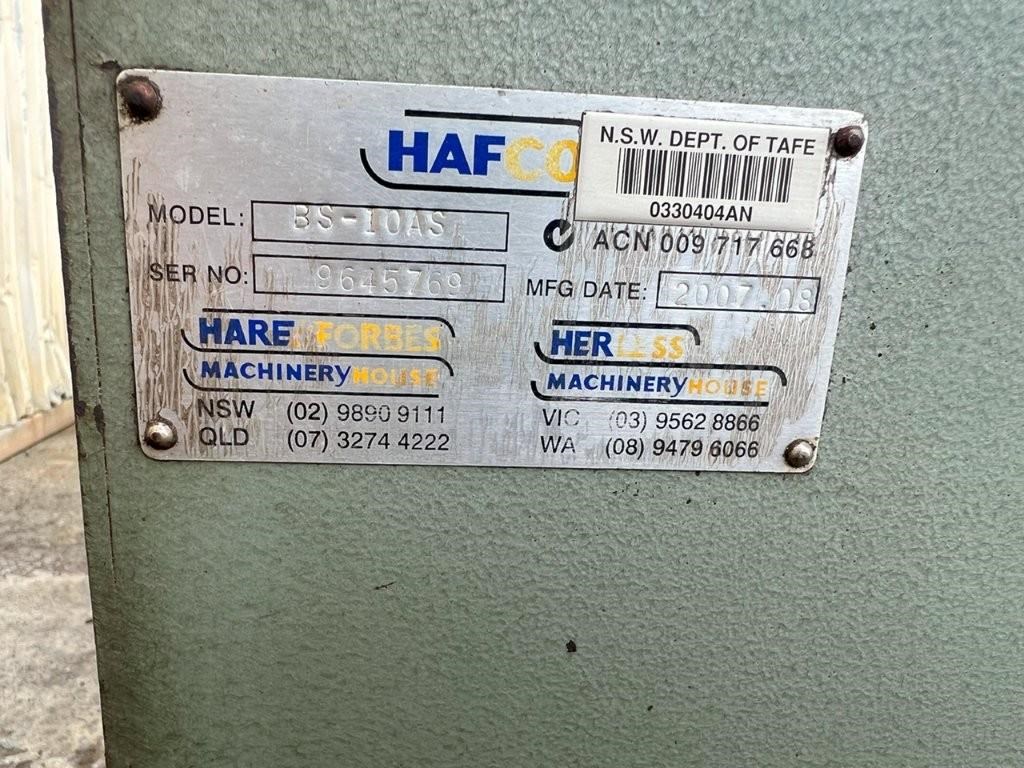 HAFCO
N.S.W. DEPT. OF TAFE
0330404AN
MODEL: BS-10AS
ACN 009 717 668
SER NO: 9645769
MFG DATE: 2007.08
HARE & FORBES
MACHINERYHOUSE
HERLESS
MACHINERYHOUSE
NSW (02) 9890 9111
QLD (07) 3274 4222
VIC (03) 9562 8866
WA (08) 9479 6066